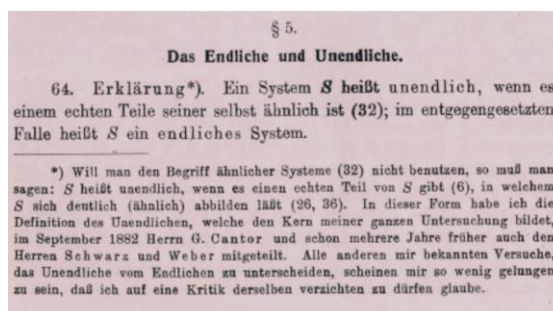 § 5.
Das Endliche und Unendliche.
64. Erklärung*). Ein System S heißt unendlich, wenn es
einem echten Teile seiner selbst ähnlich ist (32); im entgegengesetzten
Falle heißt S ein endliches System.
*) Will man den Begriff ähnlicher Systeme (32) nicht benutzen, so muß man
sagen: S heißt unendlich, wenn es einen echten Teil von S gibt (6), in welchem
S sich deutlich (ähnlich) abbilden läßt (26, 36). In dieser Form habe ich die
Definition des Unendlichen, welche den Kern meiner ganzen Untersuchung bildet,
im September 1882 Herrn G. Cantor und schon mehrere Jahre früher auch den
Herren Schwarz und Weber mitgeteilt. Alle anderen mir bekannten Versuche,
das Unendliche vom Endlichen zu unterscheiden, scheinen mir so wenig gelungen
zu sein, daß ich auf eine Kritik derselben verzichten zu dürfen glaube.